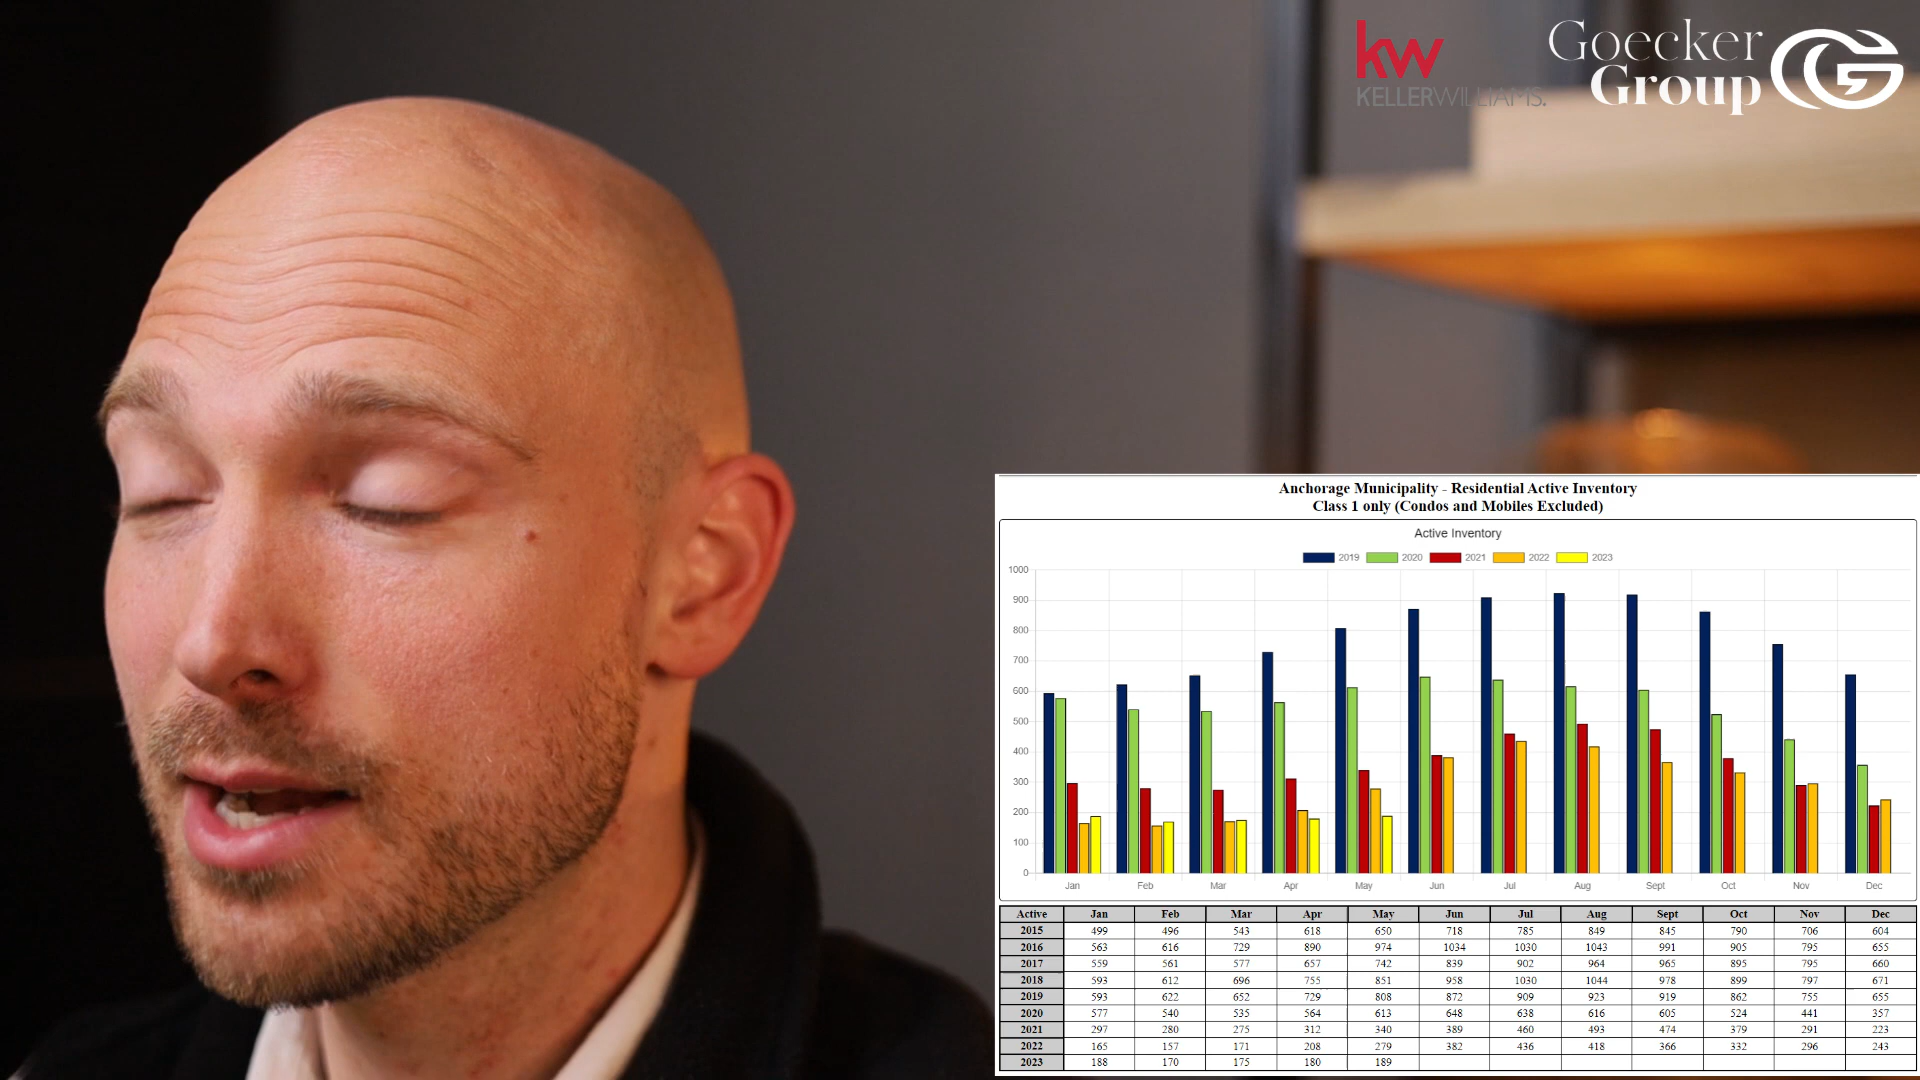 kw
KELLERWILLIAMS.
Goecker
Group
Anchorage Municipality - Residential Active Inventory
Class 1 only (Condos and Mobiles Excluded)
Active Inventory
2019 2020 2021 2022 2023
1000
900
800
700
600
500
400
300
200
100
0
Jan Feb Mar Apr May Jun Jul Aug Sept Oct Nov Dec
Active Jan Feb Mar Apr May Jun Jul Aug Sept Oct Nov Dec
2015 499 496 543 618 650 718 785 849 845 790 706 604
2016 563 616 729 890 974 1034 1030 1043 991 905 795 655
2017 559 561 577 657 742 839 902 964 965 895 795 660
2018 593 612 696 755 851 958 1030 1044 978 899 797 671
2019 593 622 652 729 808 872 909 923 919 862 755 655
2020 577 540 535 564 613 648 638 616 605 524 441 357
2021 297 280 275 312 340 389 460 493 474 379 291 223
2022 165 157 171 208 279 382 436 418 366 332 296 243
2023 188 170 175 180 189